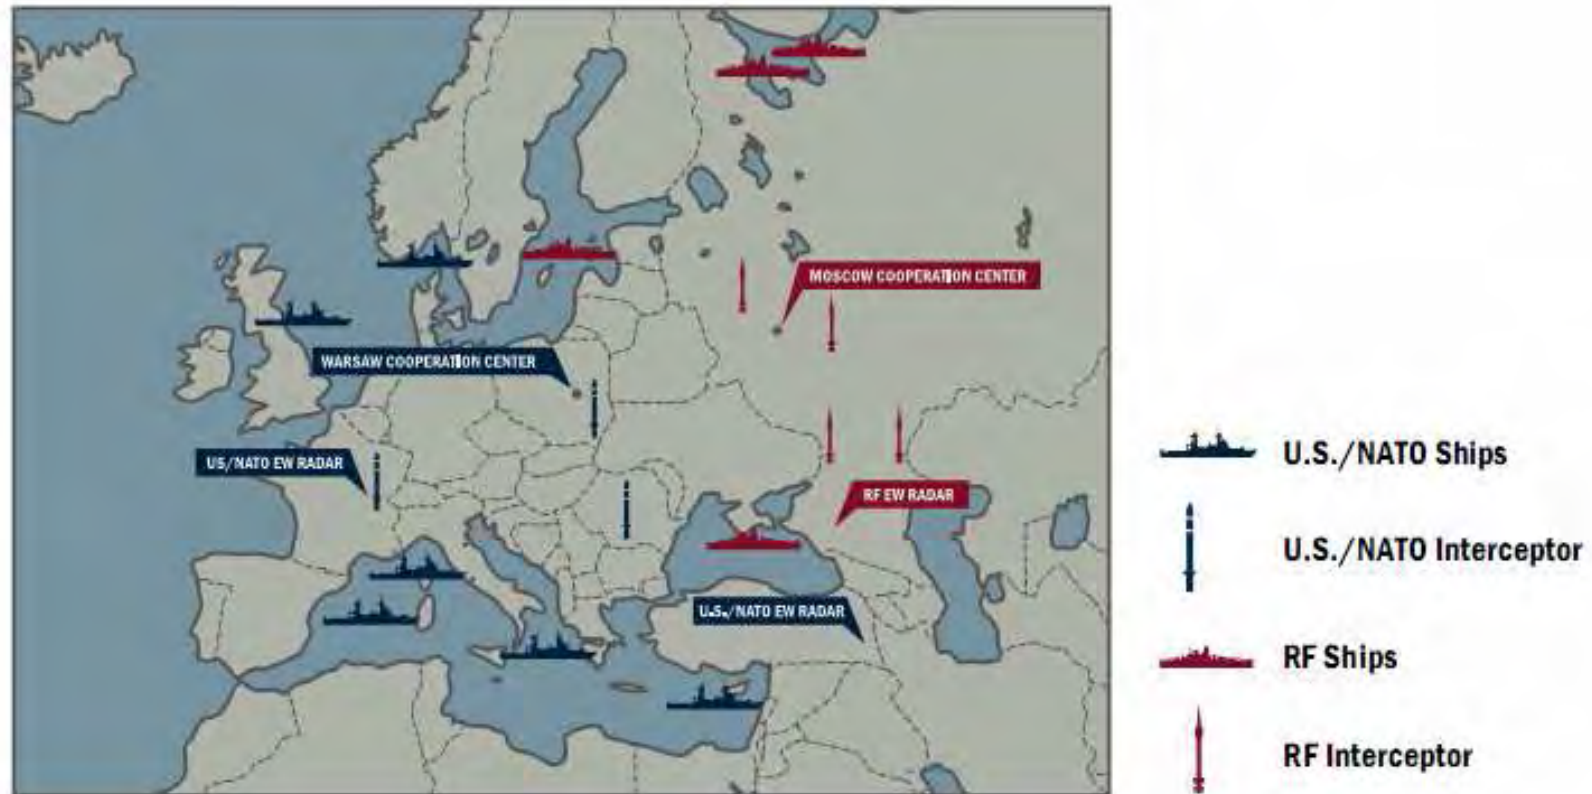 MOSCOW COOPERATION CENTER
WARSAW COOPERATION CENTER
US/NATO EW RADAR
RF EW RADAR
U.S./NATO EW RADAR
U.S./NATO Ships
U.S./NATO Interceptor
RF Ships
RF Interceptor